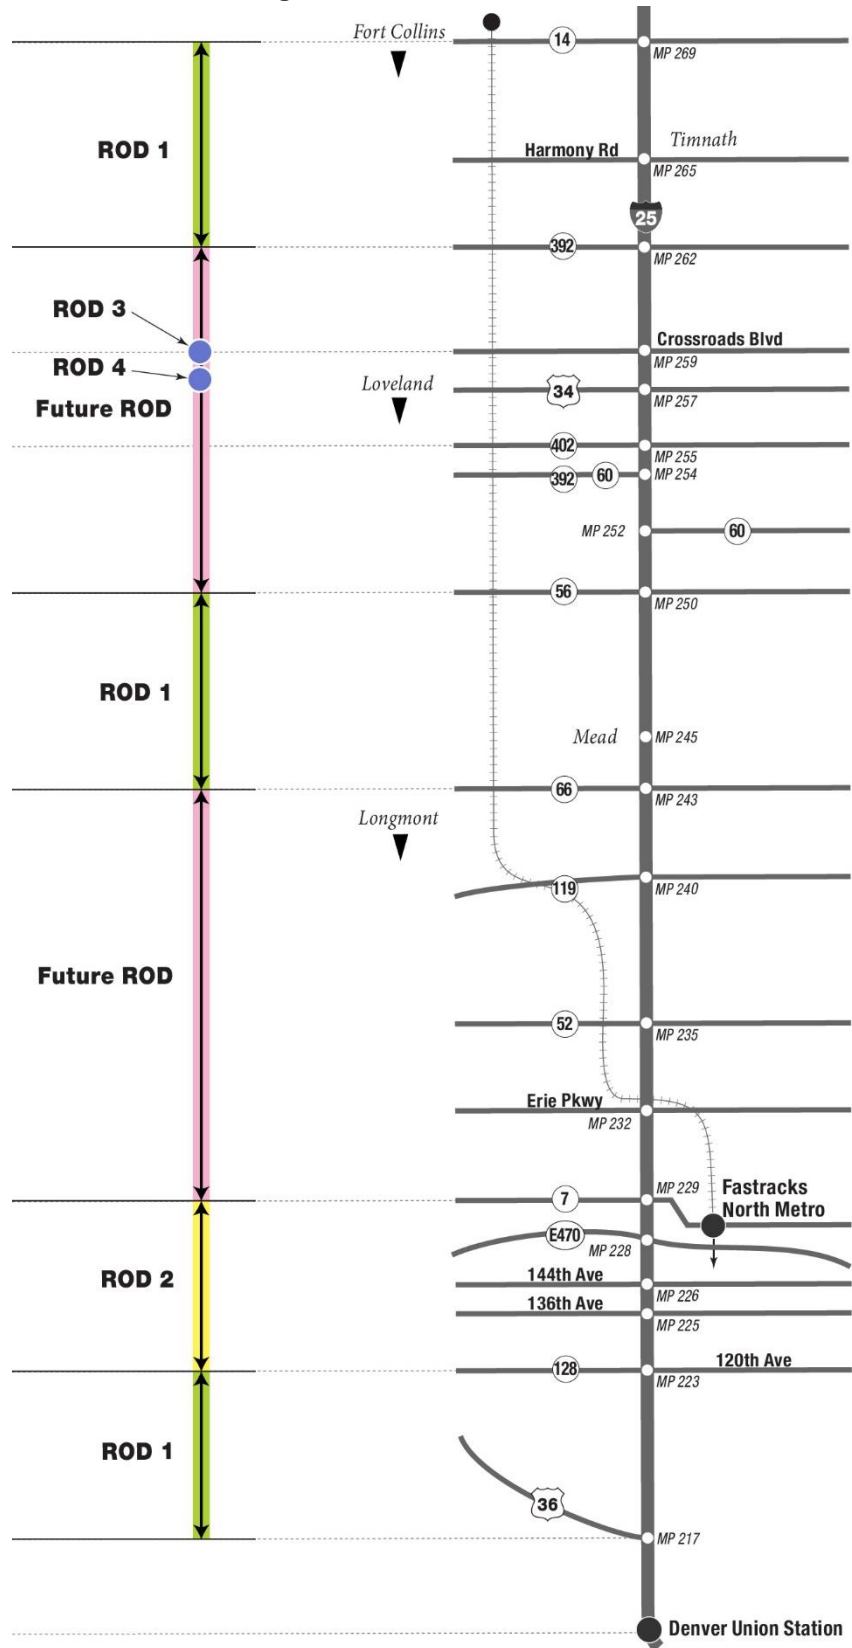 Fort Collins
14
MP 269
ROD 1
Harmony Rd
Timnath
MP 265
25
392
MP 262
ROD 3
Crossroads Blvd
MP 259
ROD 4
Loveland
34
MP 257
Future ROD
402
MP 255
392
60
MP 254
MP 252
60
56
MP 250
ROD 1
Mead
MP 245
66
MP 243
Longmont
119
MP 240
Future ROD
52
MP 235
Erie Pkwy
MP 232
MP 229
Fastracks
North Metro
7
E470
MP 228
ROD 2
144th Ave
MP 226
136th Ave
MP 225
128
120th Ave
MP 223
ROD 1
36
MP 217
Denver Union Station